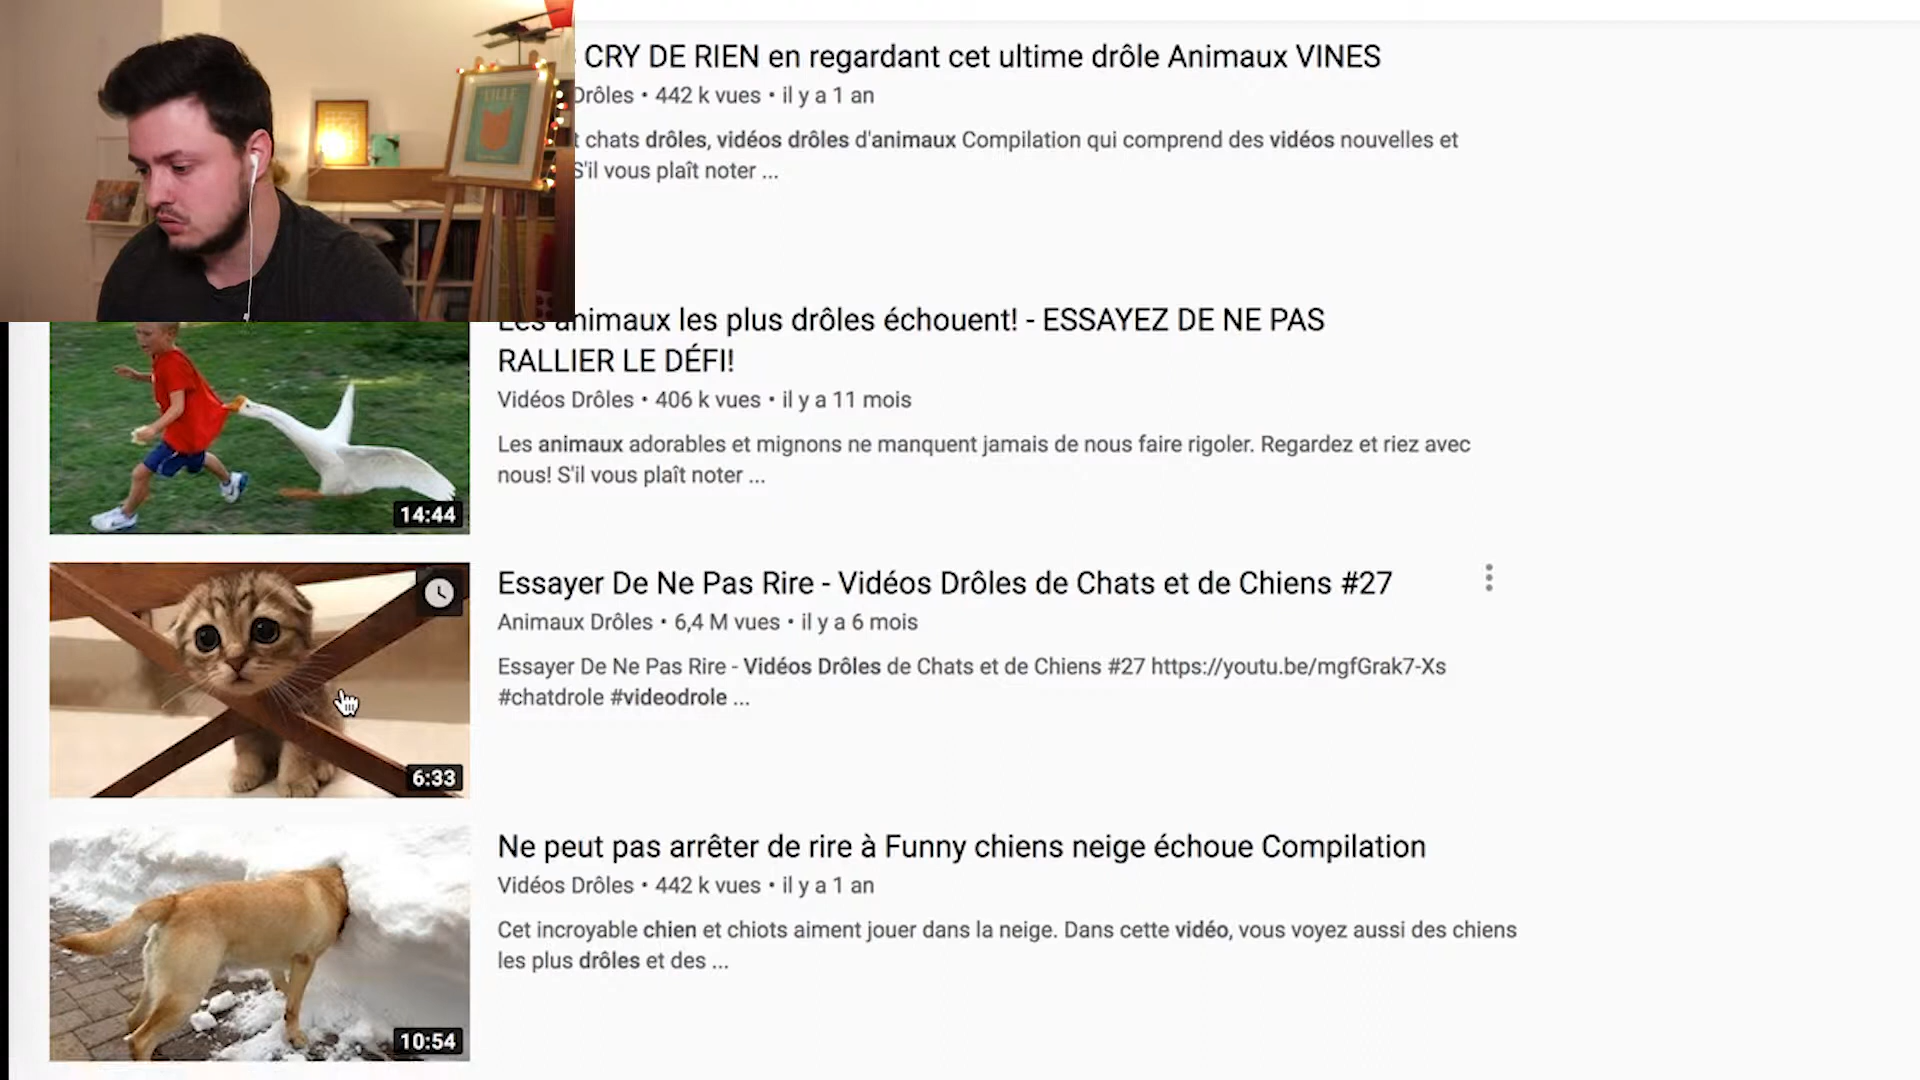 LILLE
CRY DE RIEN en regardant cet ultime drôle Animaux VINES
Drôles • 442 k vues • il y a 1 an
t chats drôles, vidéos drôles d'animaux Compilation qui comprend des vidéos nouvelles et
S'il vous plaît noter ...
Les animaux les plus drôles échouent! - ESSAYEZ DE NE PAS
RALLIER LE DÉFI!
Vidéos Drôles • 406 k vues • il y a 11 mois
Les animaux adorables et mignons ne manquent jamais de nous faire rigoler. Regardez et riez avec
nous! S'il vous plaît noter ...
14:44
Essayer De Ne Pas Rire - Vidéos Drôles de Chats et de Chiens #27
Animaux Drôles • 6,4 M vues • il y a 6 mois
Essayer De Ne Pas Rire - Vidéos Drôles de Chats et de Chiens #27 https://youtu.be/mgfGrak7-Xs
#chatdrole #videodrole ...
6:33
Ne peut pas arrêter de rire à Funny chiens neige échoue Compilation
Vidéos Drôles • 442 k vues • il y a 1 an
Cet incroyable chien et chiots aiment jouer dans la neige. Dans cette vidéo, vous voyez aussi des chiens
les plus drôles et des ...
10:54